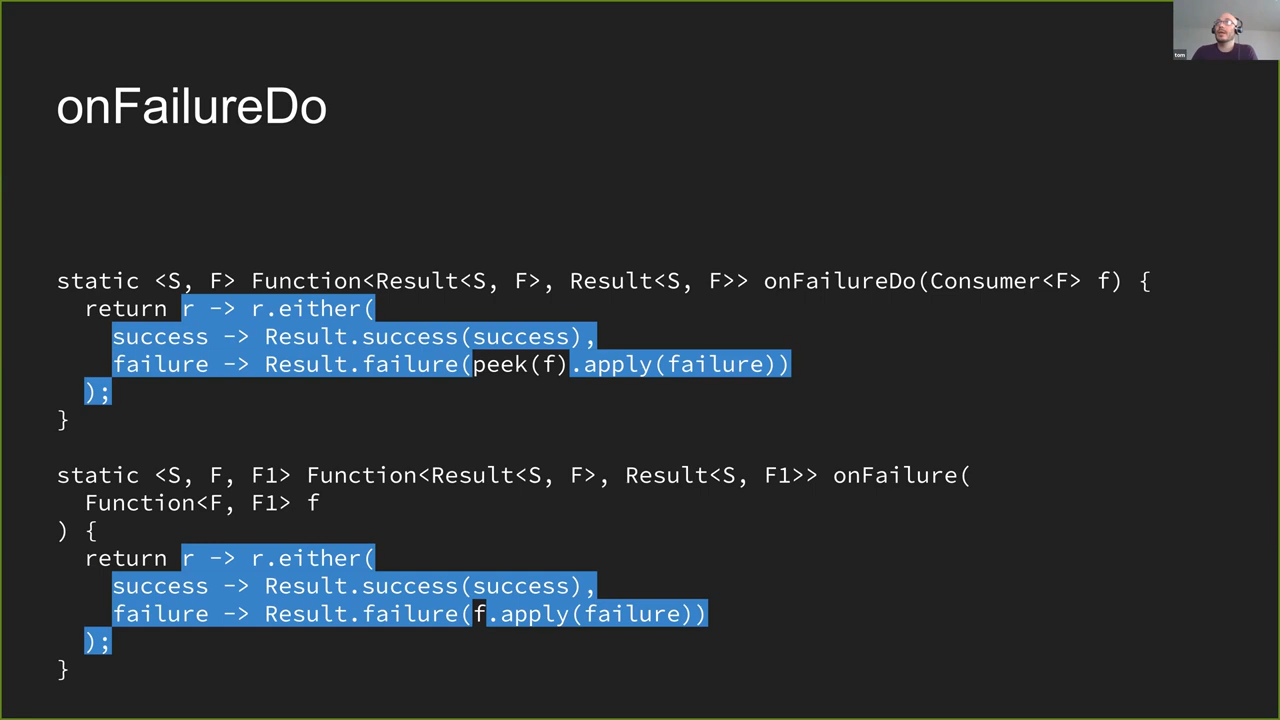 tom
onFailureDo
static <S, F> Function<Result<S, F>, Result<S, F>> onFailureDo(Consumer<F> f) {
  return r -> r.either(
    success -> Result.success(success),
    failure -> Result.failure(peek(f).apply(failure))
  );
}
static <S, F, F1> Function<Result<S, F>, Result<S, F1>> onFailure(
  Function<F, F1> f
) {
  return r -> r.either(
    success -> Result.success(success),
    failure -> Result.failure(f.apply(failure))
  );
}